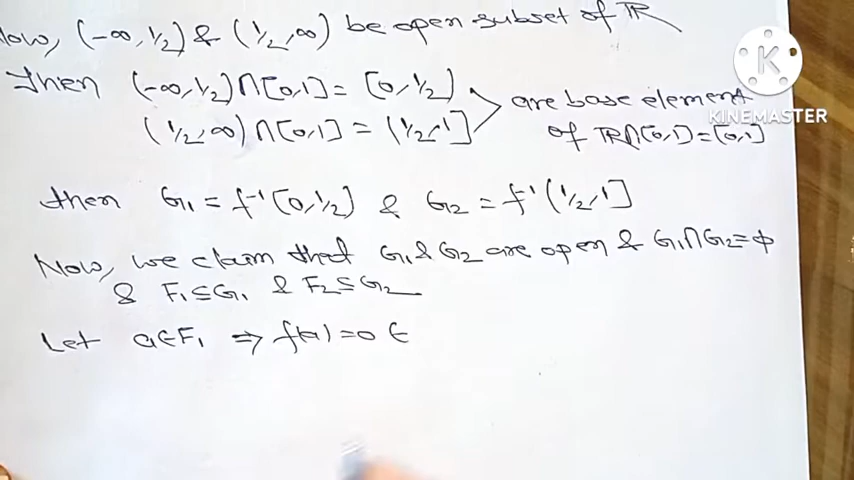 Now, (-∞, 1/2) & (1/2, ∞) be open subset of ℝ
Then (-∞, 1/2) ∩ [0, 1] = [0, 1/2)
(1/2, ∞) ∩ [0, 1] = (1/2, 1]
are base element
of ℝ ∩ [0, 1] = [0, 1]
then G₁ = f⁻¹ [0, 1/2) & G₂ = f⁻¹ (1/2, 1]
Now, we claim that G₁ & G₂ are open & G₁ ∩ G₂ = φ
& F₁ ⊆ G₁ & F₂ ⊆ G₂
Let a ∈ F₁ ⇒ f(a) = 0 ∈
K
KINEMASTER